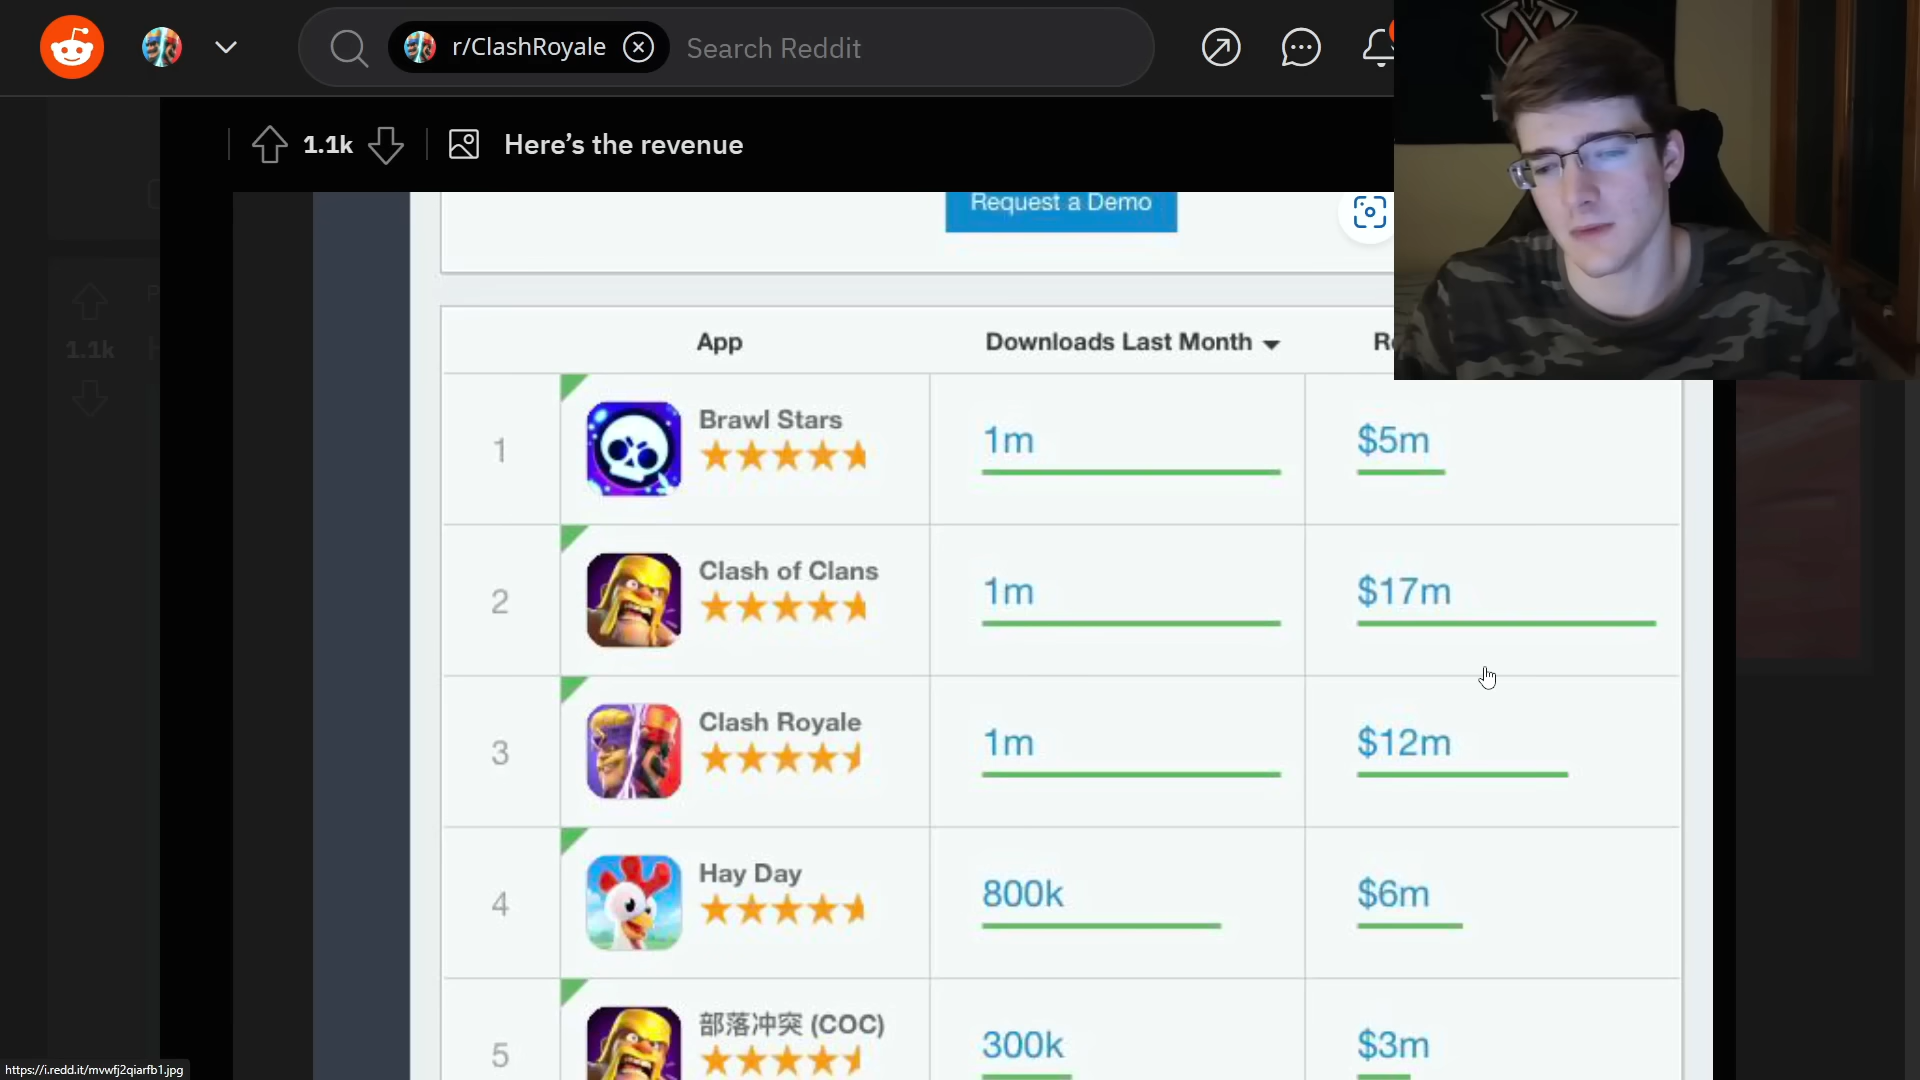 r/ClashRoyale
Search Reddit
1.1k
Here’s the revenue
Request a Demo
App
Downloads Last Month
1
Brawl Stars
1m
$5m
2
Clash of Clans
1m
$17m
3
Clash Royale
1m
$12m
4
Hay Day
800k
$6m
5
部落冲突 (COC)
300k
$3m
1.1k
https://i.redd.it/mvwfj2qiarfb1.jpg